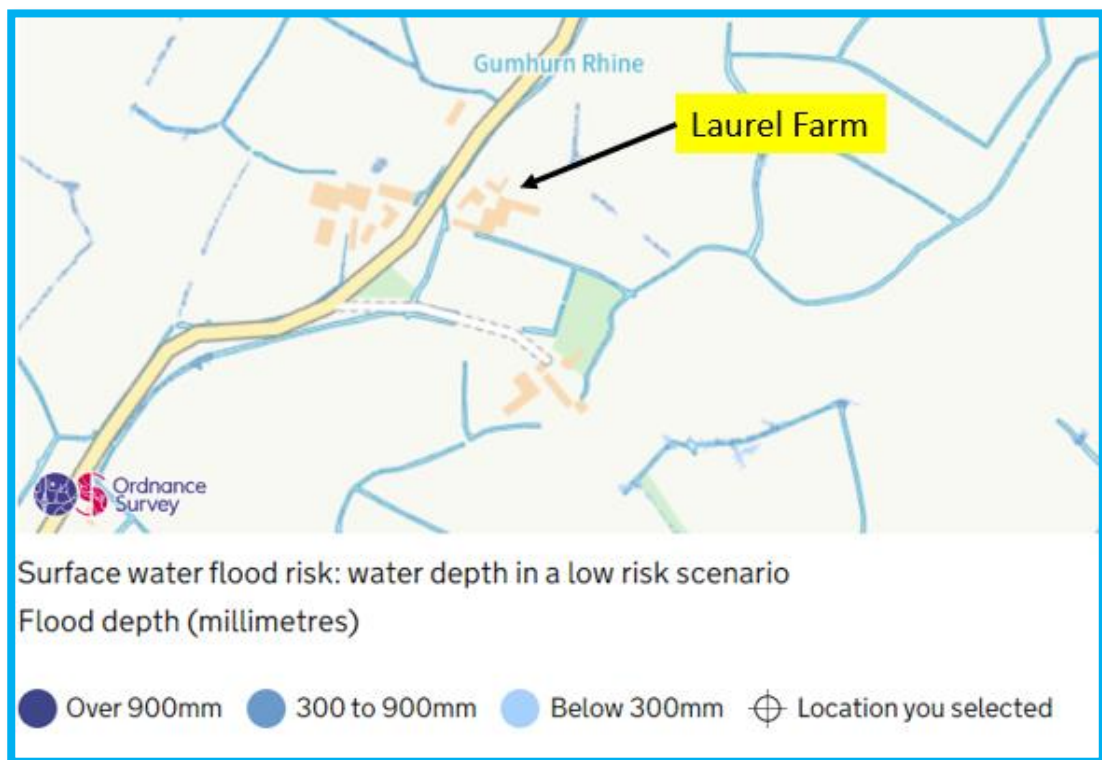 Gumhurn Rhine
Laurel Farm
Ordnance
Survey
Surface water flood risk: water depth in a low risk scenario
Flood depth (millimetres)
Over 900mm 300 to 900mm Below 300mm Location you selected